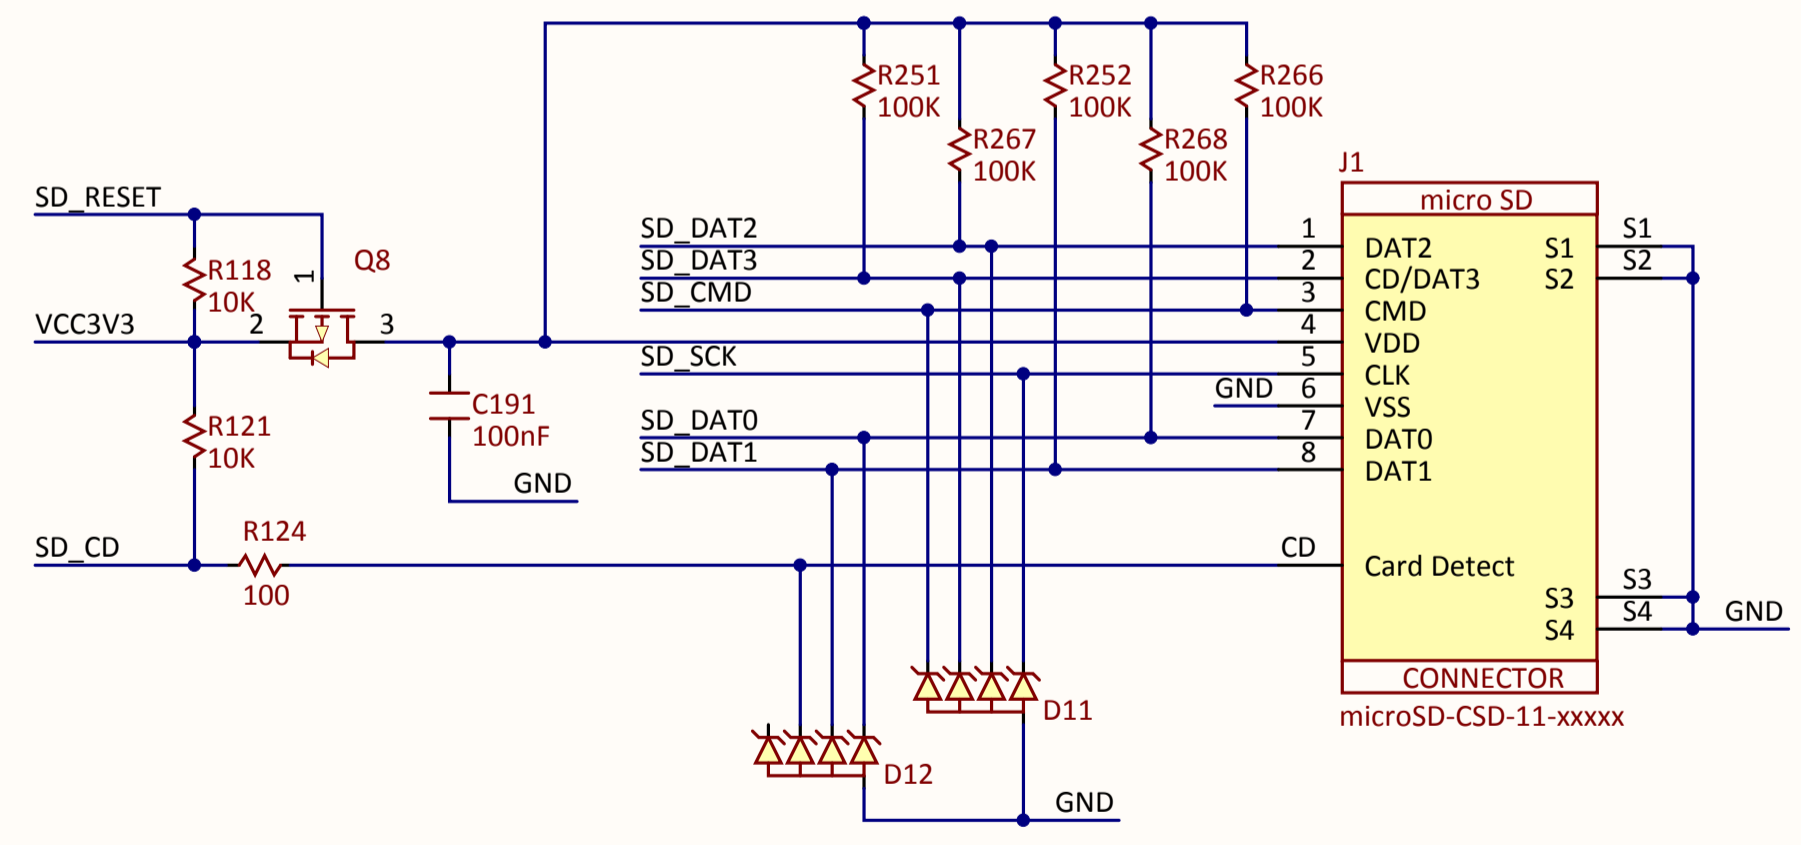 R251
100K
R252
100K
R266
100K
R267
100K
R268
100K
J1
micro SD
SD_RESET
R118
10K
1
Q8
VCC3V3
2
3
R121
10K
C191
100nF
GND
SD_CD
R124
100
SD_DAT2
SD_DAT3
SD_CMD
SD_SCK
GND
SD_DAT0
SD_DAT1
CD
1
2
3
4
5
6
7
8
DAT2
CD/DAT3
CMD
VDD
CLK
VSS
DAT0
DAT1
Card Detect
S1
S2
S3
S4
S1
S2
S3
S4
GND
CONNECTOR
microSD-CSD-11-xxxxx
D11
D12
GND